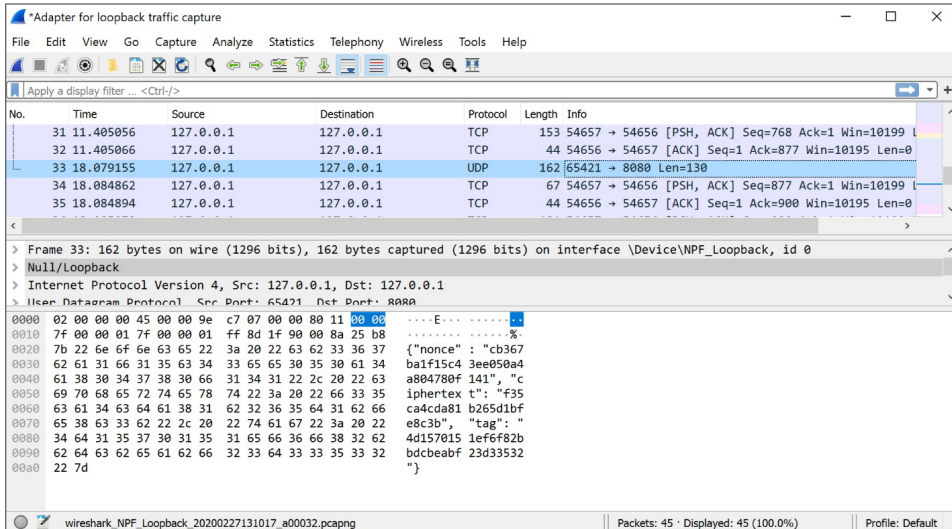 *Adapter for loopback traffic capture
File Edit View Go Capture Analyze Statistics Telephony Wireless Tools Help
Apply a display filter ... <Ctrl-/>
No. Time Source Destination Protocol Length Info
31 11.405056 127.0.0.1 127.0.0.1 TCP 153 54657 → 54656 [PSH, ACK] Seq=768 Ack=1 Win=10199 L
32 11.405066 127.0.0.1 127.0.0.1 TCP 44 54656 → 54657 [ACK] Seq=1 Ack=877 Win=10195 Len=0
33 18.079155 127.0.0.1 127.0.0.1 UDP 162 65421 → 8080 Len=130
34 18.084862 127.0.0.1 127.0.0.1 TCP 67 54657 → 54656 [PSH, ACK] Seq=877 Ack=1 Win=10199 L
35 18.084894 127.0.0.1 127.0.0.1 TCP 44 54656 → 54657 [ACK] Seq=1 Ack=900 Win=10195 Len=0
> Frame 33: 162 bytes on wire (1296 bits), 162 bytes captured (1296 bits) on interface \Device\NPF_Loopback, id 0
> Null/Loopback
> Internet Protocol Version 4, Src: 127.0.0.1, Dst: 127.0.0.1
> User Datagram Protocol, Src Port: 65421, Dst Port: 8080
0000 02 00 00 00 45 00 00 9e c7 07 00 00 80 11 00 00 ····E··· ········
0010 7f 00 00 01 7f 00 00 01 ff 8d 1f 90 00 8a 25 b8 ········ ······%·
0020 7b 22 6e 6f 6e 63 65 22 3a 20 22 63 62 33 36 37 {"nonce" : "cb367
0030 62 61 31 66 31 35 63 34 33 65 65 30 35 30 61 34 ba1f15c4 3ee050a4
0040 61 38 30 34 37 38 30 66 31 34 31 22 2c 20 22 63 a804780f 141", "c
0050 69 70 68 65 72 74 65 78 74 22 3a 20 22 66 33 35 iphertex t": "f35
0060 63 61 34 63 64 61 38 31 62 32 36 35 64 31 62 66 ca4cda81 b265d1bf
0070 65 38 63 33 62 22 2c 20 22 74 61 67 22 3a 20 22 e8c3b", "tag": "
0080 34 64 31 35 37 30 31 35 31 65 66 36 66 38 32 62 4d157015 1ef6f82b
0090 62 64 63 62 65 61 62 66 32 33 64 33 33 35 33 32 bdcbeabf 23d33532
00a0 22 7d "}
wireshark_NPF_Loopback_20200227131017_a00032.pcapng Packets: 45 · Displayed: 45 (100.0%) Profile: Default